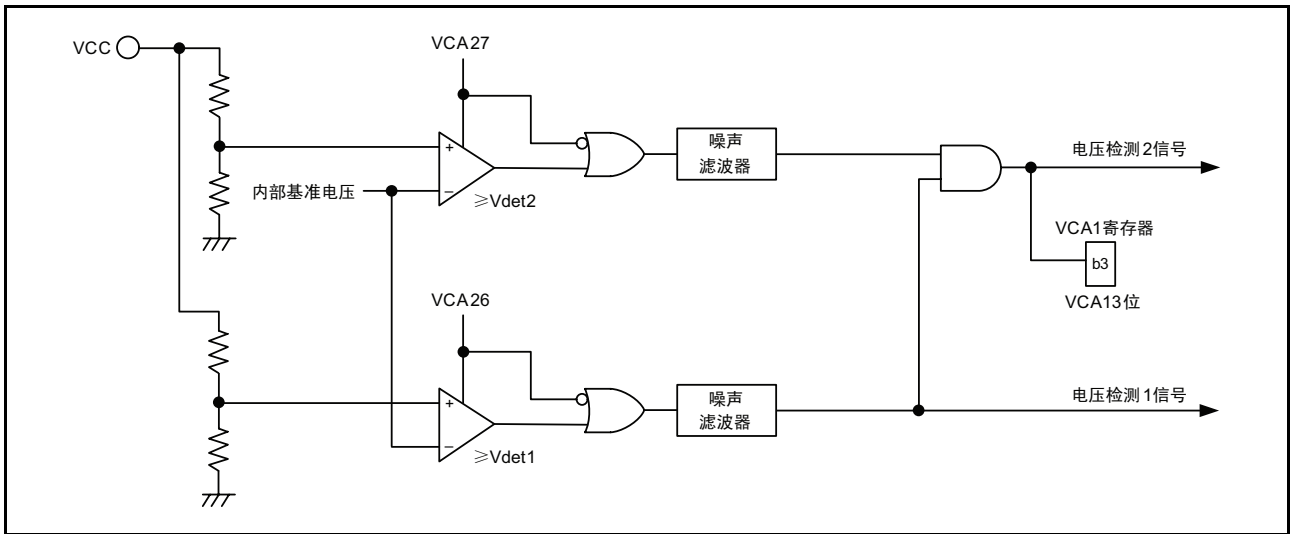 VCC
VCA27
+
−
内部基准电压
≥Vdet2
噪声
滤波器
电压检测2信号
VCA1寄存器
b3
VCA13位
VCA26
+
−
≥Vdet1
噪声
滤波器
电压检测1信号